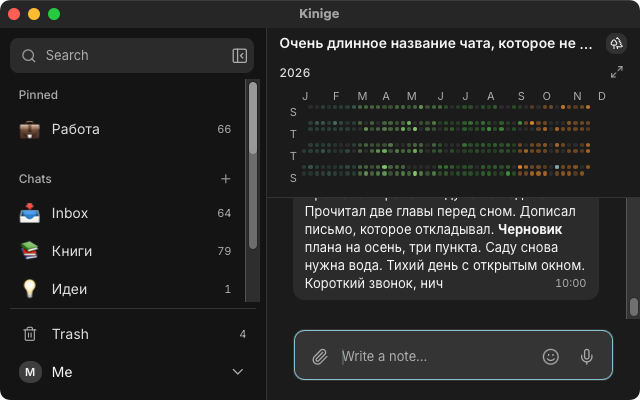 Kinige
Search
Pinned
Работа 66
Chats
Inbox 64
Книги 79
Идеи 1
Trash 4
M Me
Очень длинное название чата, которое не ...
2026
J F M A M J J A S O N D
S
T
T
S
Прочитал две главы перед сном. Дописал
письмо, которое откладывал. Черновик
плана на осень, три пункта. Саду снова
нужна вода. Тихий день с открытым окном.
Короткий звонок, нич 10:00
Write a note...